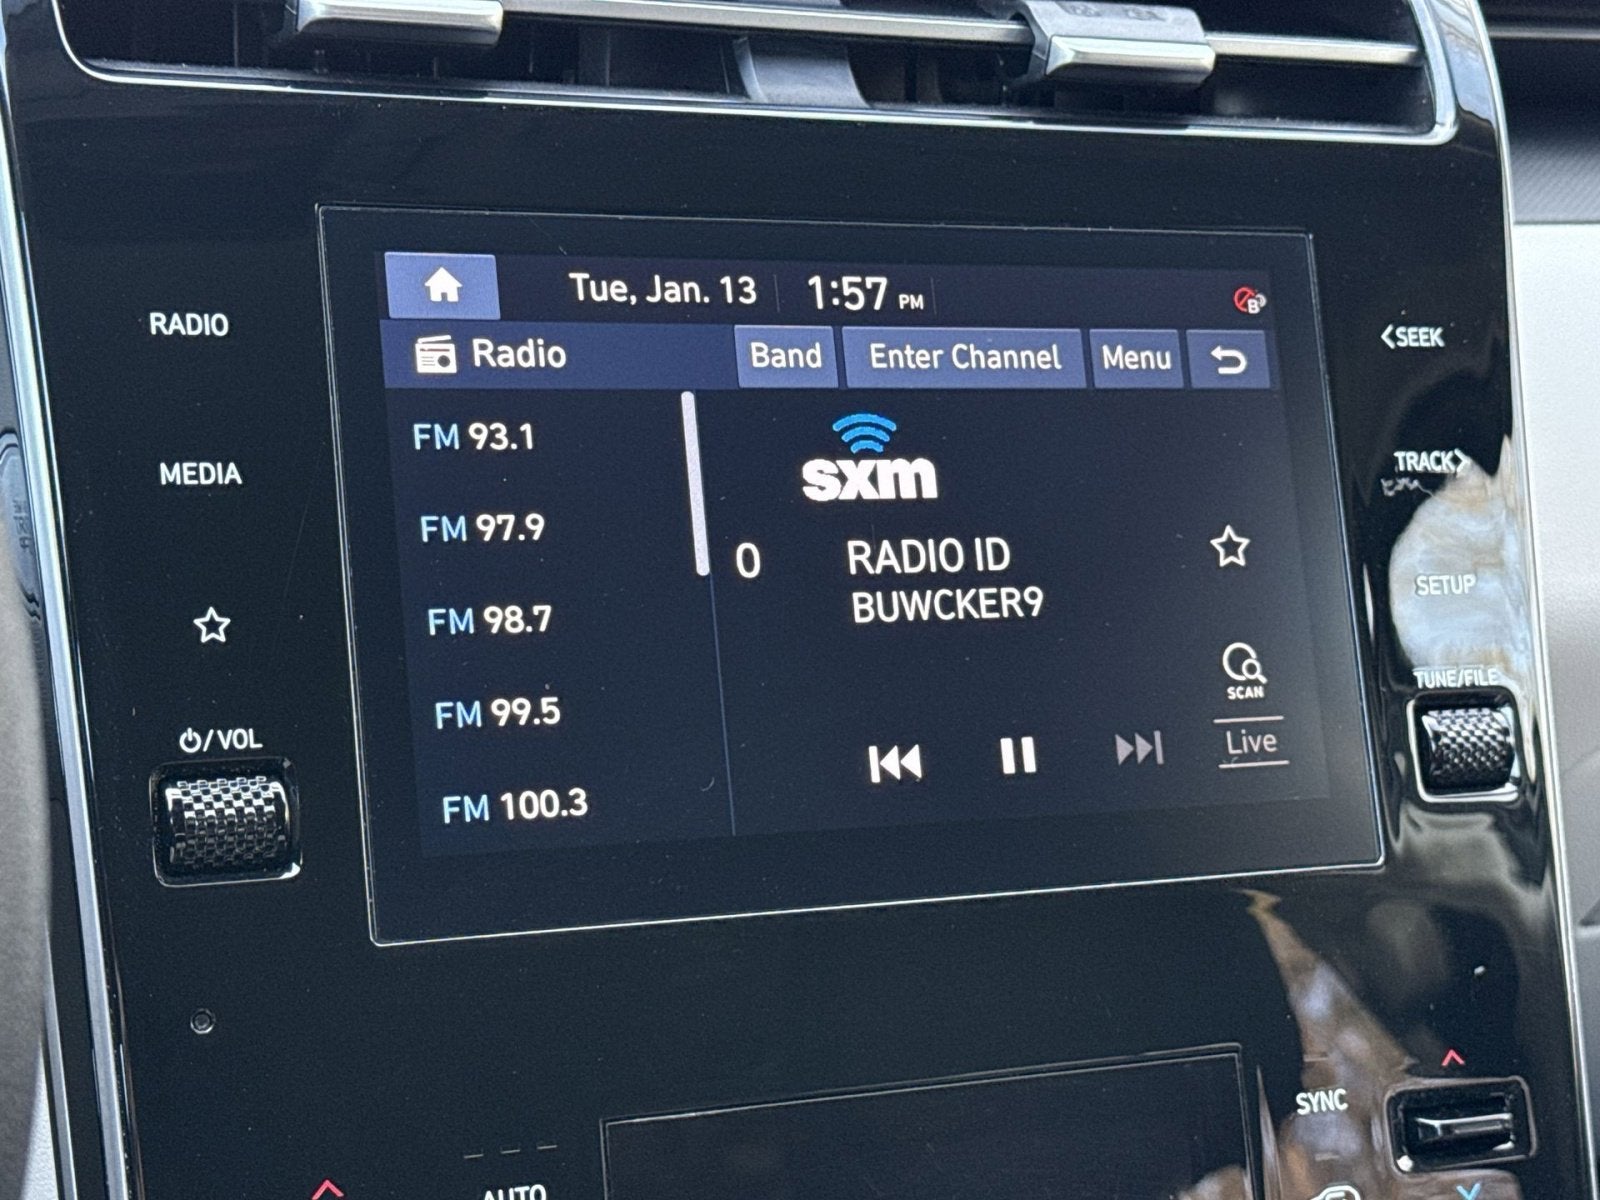 Tue, Jan. 13 1:57 PM
B
RADIO
<SEEK
Radio Band Enter Channel Menu
FM 93.1
sxm
MEDIA
TRACK>
FM 97.9
0 RADIO ID
BUWCKER9
SETUP
FM 98.7
SCAN
TUNE/FILE
FM 99.5
/VOL
Live
FM 100.3
SYNC
AUTO